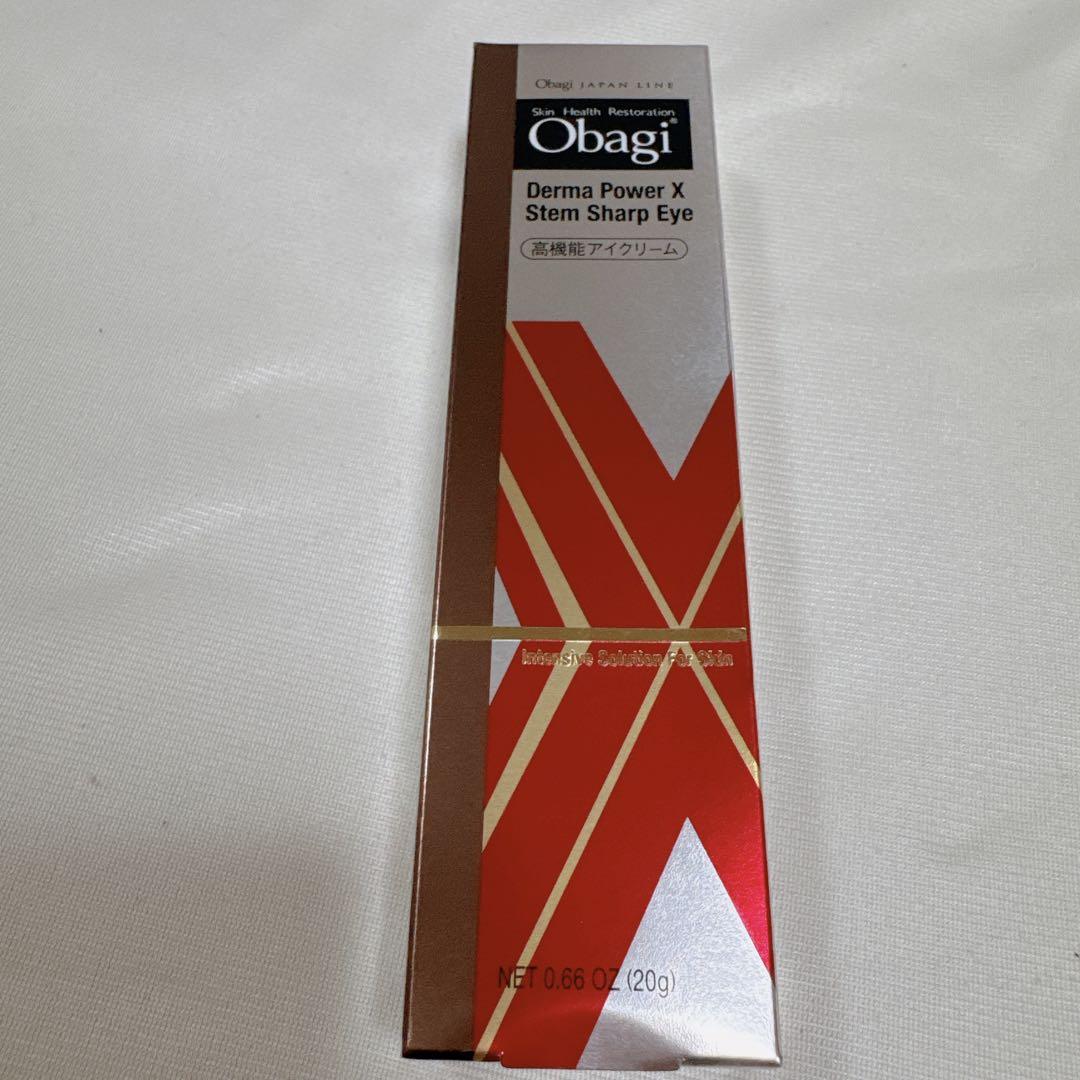 Obagi JAPAN LINE
Skin Health Restoration
Obagi®
Derma Power X
Stem Sharp Eye
高機能アイクリーム
Intensive Solution For Skin
NET 0.66 OZ (20g)